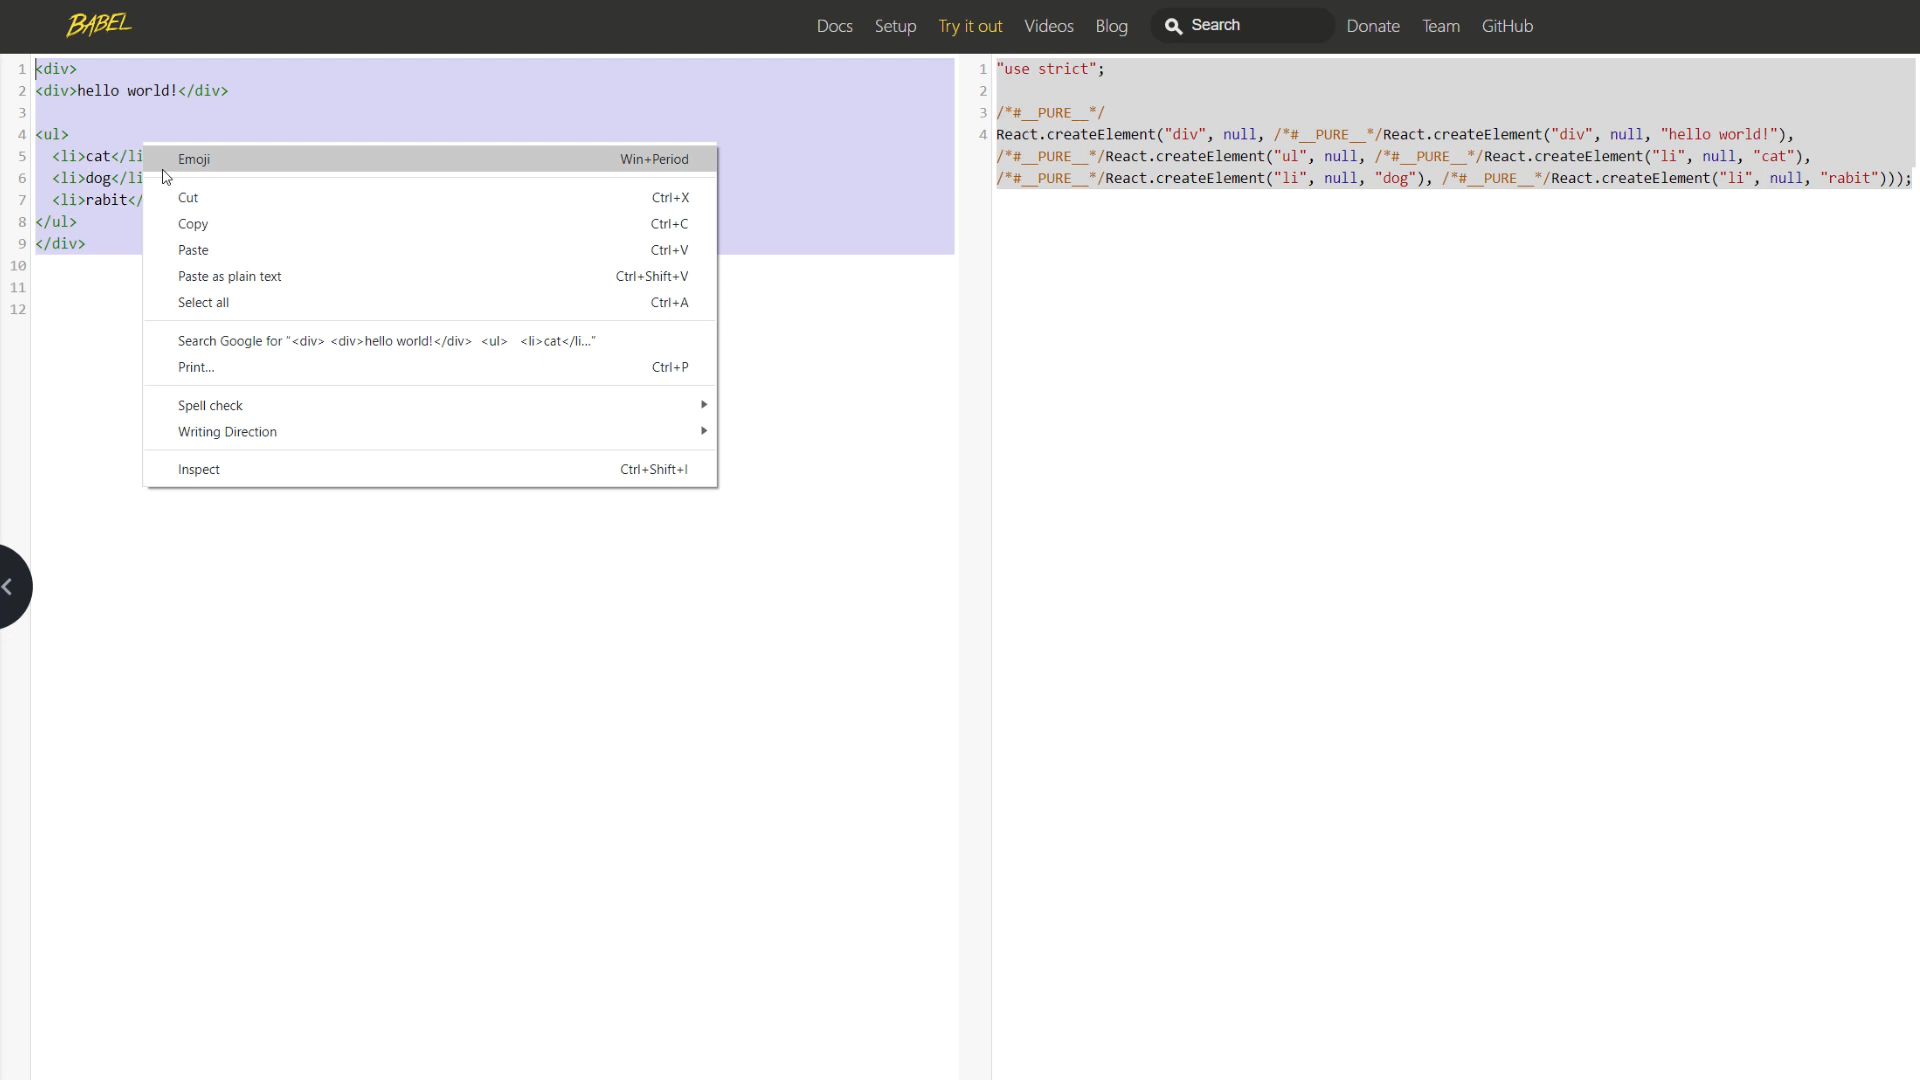 BABEL
Docs Setup Try it out Videos Blog Search Donate Team GitHub
1 <div>
2 <div>hello world!</div>
3
4 <ul>
5 <li>cat</li
6 <li>dog</li
7 <li>rabit</
8 </ul>
9 </div>
10
11
12
Emoji Win+Period
Cut Ctrl+X
Copy Ctrl+C
Paste Ctrl+V
Paste as plain text Ctrl+Shift+V
Select all Ctrl+A
Search Google for "<div> <div>hello world!</div> <ul> <li>cat</li..."
Print... Ctrl+P
Spell check
Writing Direction
Inspect Ctrl+Shift+I
1 "use strict";
2
3 /*#__PURE__*/
4 React.createElement("div", null, /*#__PURE__*/React.createElement("div", null, "hello world!"),
/*#__PURE__*/React.createElement("ul", null, /*#__PURE__*/React.createElement("li", null, "cat"),
/*#__PURE__*/React.createElement("li", null, "dog"), /*#__PURE__*/React.createElement("li", null, "rabit")));